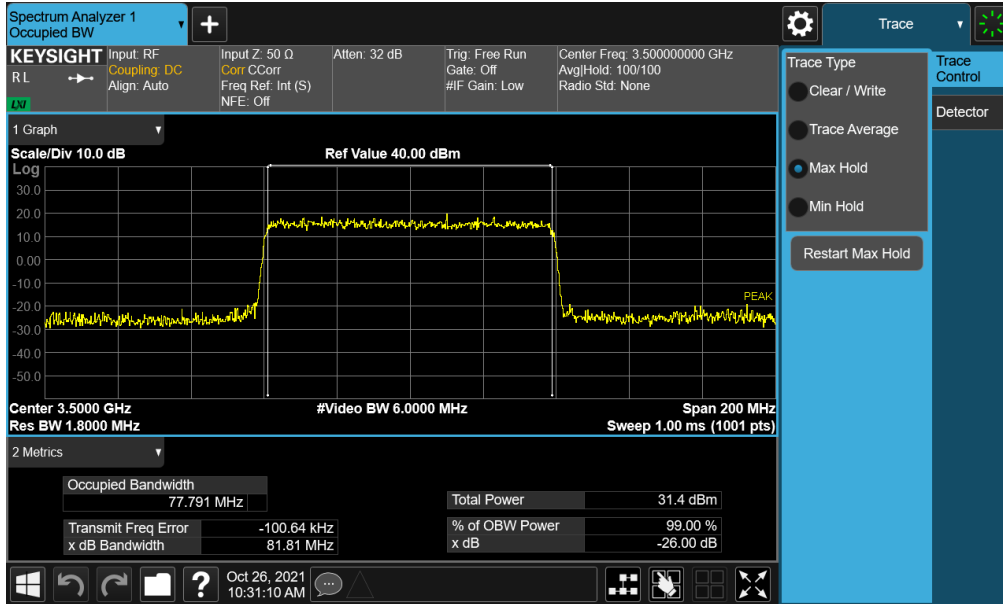 Spectrum Analyzer 1
Occupied BW
+
Trace
KEYSIGHT
RL
LXI
Input: RF
Coupling: DC
Align: Auto
Input Z: 50 Ω
Corr CCorr
Freq Ref: Int (S)
NFE: Off
Atten: 32 dB
Trig: Free Run
Gate: Off
#IF Gain: Low
Center Freq: 3.500000000 GHz
Avg|Hold: 100/100
Radio Std: None
Trace Type
Clear / Write
Trace Average
Max Hold
Min Hold
Restart Max Hold
Trace
Control
Detector
1 Graph
Scale/Div 10.0 dB
Ref Value 40.00 dBm
Log
30.0
20.0
10.0
0.00
-10.0
-20.0
-30.0
-40.0
-50.0
PEAK
Center 3.5000 GHz
#Video BW 6.0000 MHz
Span 200 MHz
Res BW 1.8000 MHz
Sweep 1.00 ms (1001 pts)
2 Metrics
Occupied Bandwidth
77.791 MHz
Transmit Freq Error -100.64 kHz
x dB Bandwidth 81.81 MHz
Total Power 31.4 dBm
% of OBW Power 99.00 %
x dB -26.00 dB
?
Oct 26, 2021
10:31:10 AM